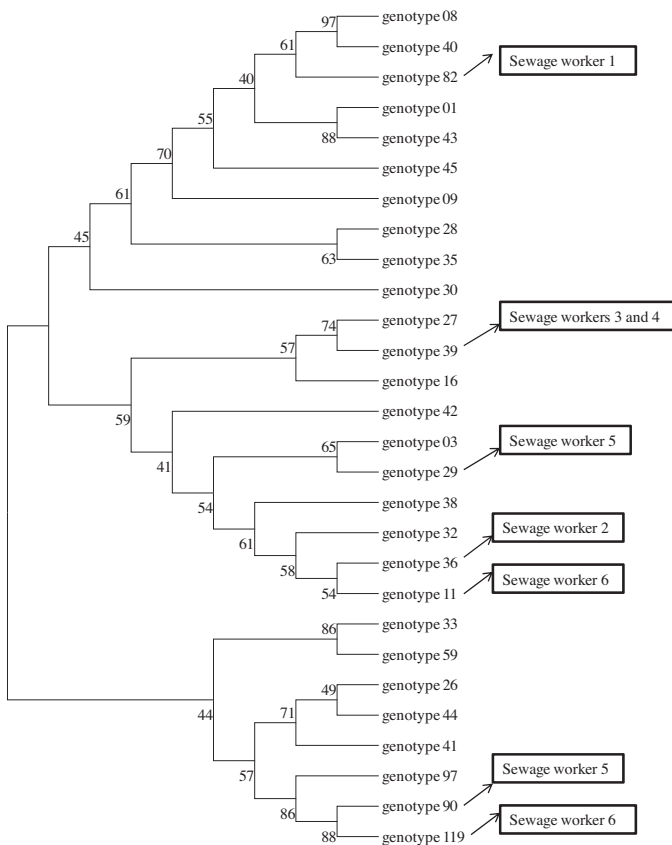 genotype 08
97
61
genotype 40
genotype 82
Sewage worker 1
40
genotype 01
55
88
genotype 43
70
genotype 45
61
genotype 09
45
genotype 28
63
genotype 35
genotype 30
74
genotype 27
Sewage workers 3 and 4
57
genotype 39
genotype 16
59
genotype 42
41
65
genotype 03
Sewage worker 5
genotype 29
54
genotype 38
61
genotype 32
Sewage worker 2
58
genotype 36
54
genotype 11
Sewage worker 6
86
genotype 33
genotype 59
44
49
genotype 26
71
genotype 44
genotype 41
57
genotype 97
Sewage worker 5
86
genotype 90
88
genotype 119
Sewage worker 6